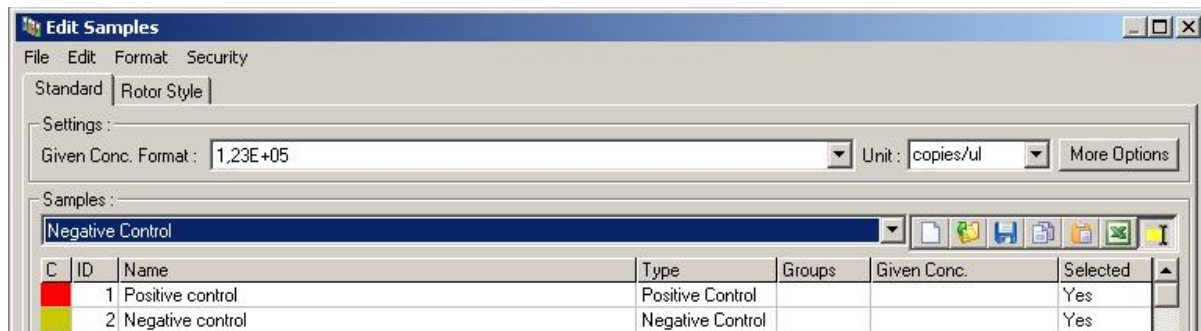 Edit Samples
File Edit Format Security
Standard Rotor Style
Settings :
Given Conc. Format : 1,23E+05 Unit : copies/ul More Options
Samples :
Negative Control
C ID Name Type Groups Given Conc. Selected
1 Positive control Positive Control Yes
2 Negative control Negative Control Yes